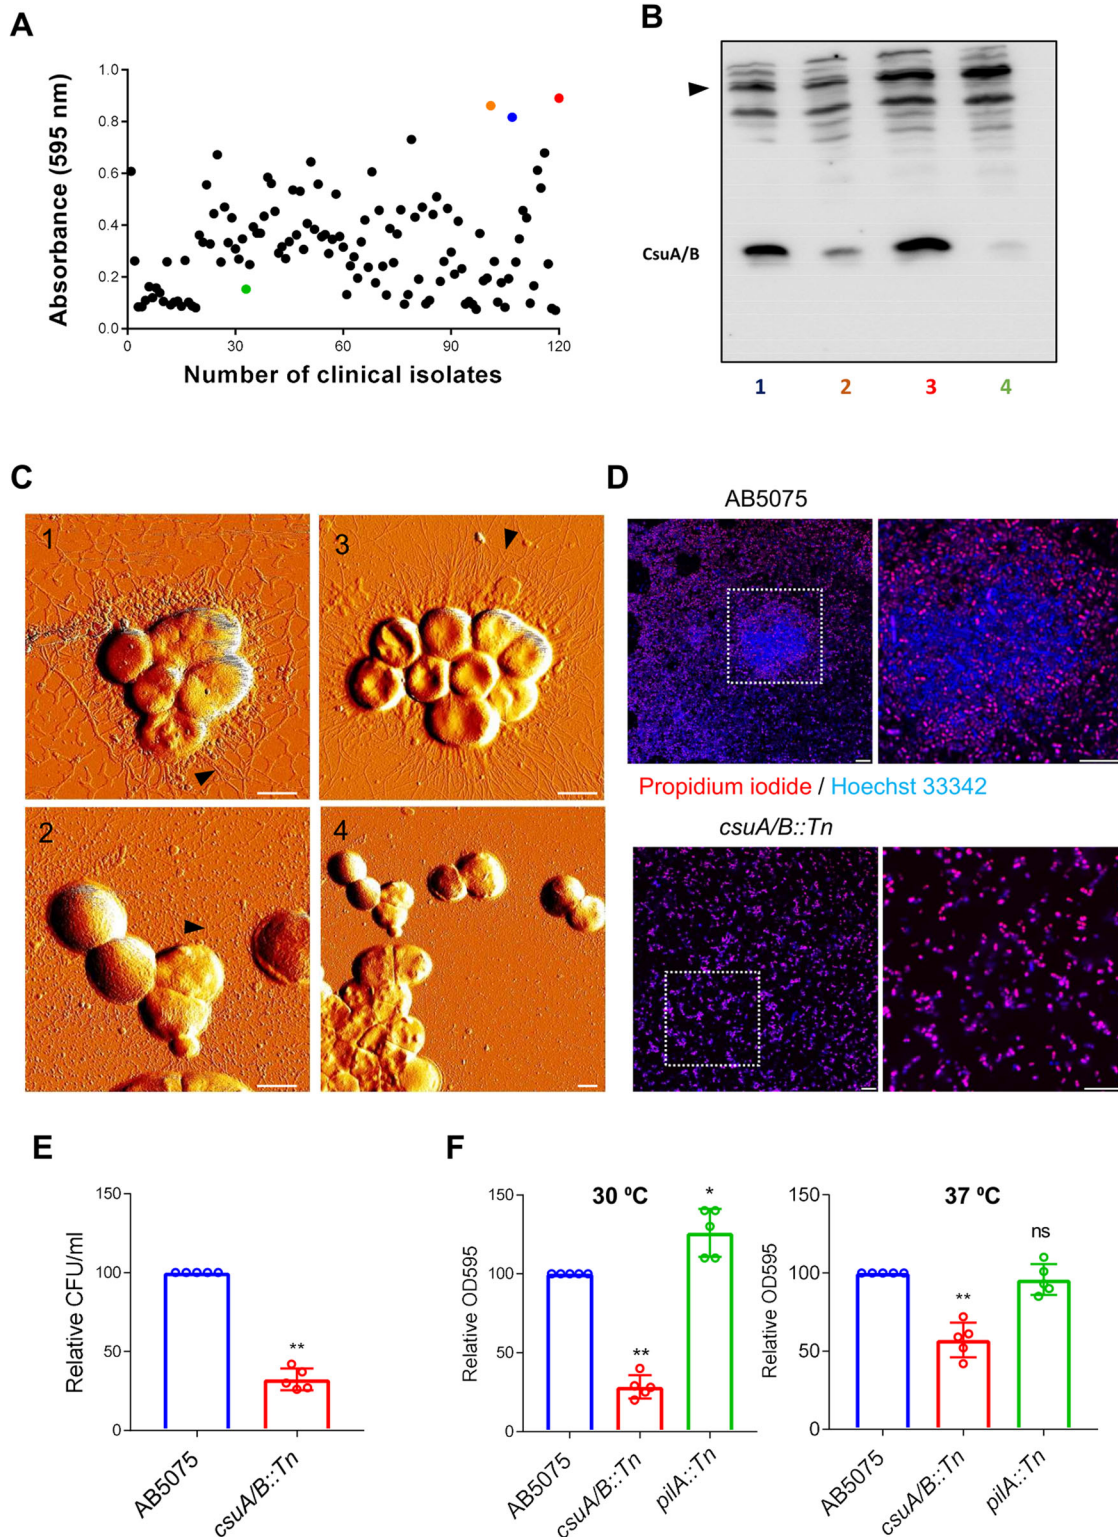 A
Absorbance (595 nm)
1.0
0.8
0.6
0.4
0.2
0.0
0
30
60
90
120
Number of clinical isolates
B
CsuA/B
1
2
3
4
C
1
3
2
4
D
AB5075
Propidium iodide / Hoechst 33342
csuA/B::Tn
E
Relative CFU/ml
150
100
50
0
**
AB5075
csuA/B::Tn
F
30 ºC
Relative OD595
150
100
50
0
**
*
AB5075
csuA/B::Tn
pilA::Tn
37 ºC
Relative OD595
150
100
50
0
**
ns
AB5075
csuA/B::Tn
pilA::Tn